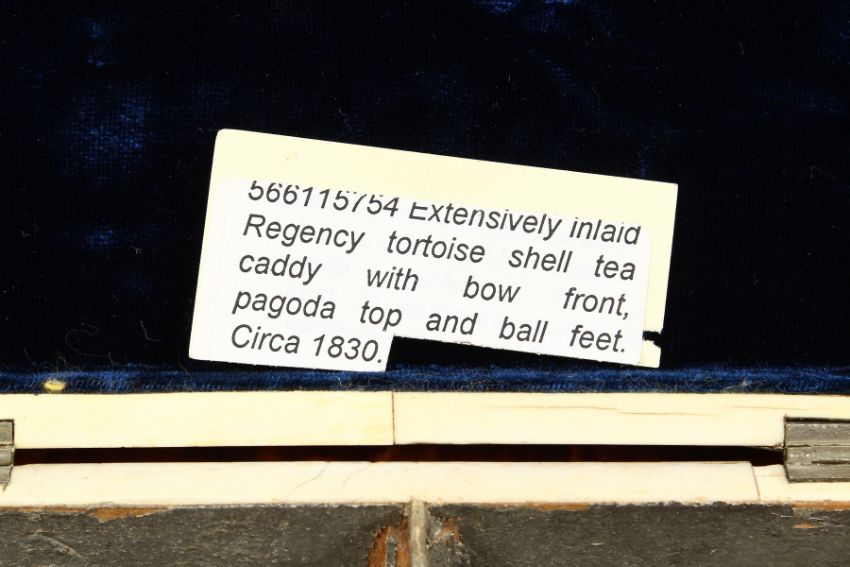 566115754 Extensively inlaid
Regency tortoise shell tea
caddy with bow front,
pagoda top and ball feet.
Circa 1830.